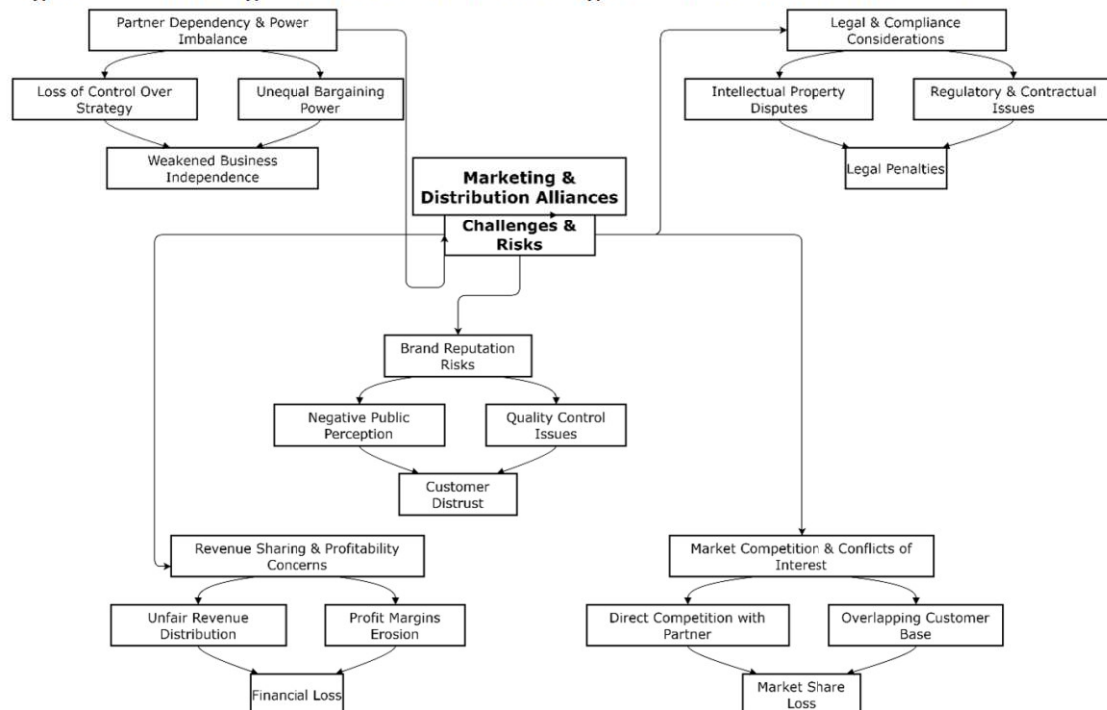 Partner Dependency & Power
Imbalance
Loss of Control Over
Strategy
Unequal Bargaining
Power
Weakened Business
Independence
Legal & Compliance
Considerations
Intellectual Property
Disputes
Regulatory & Contractual
Issues
Legal Penalties
Marketing &
Distribution Alliances
Challenges &
Risks
Brand Reputation
Risks
Negative Public
Perception
Quality Control
Issues
Customer
Distrust
Revenue Sharing & Profitability
Concerns
Unfair Revenue
Distribution
Profit Margins
Erosion
Financial Loss
Market Competition & Conflicts of
Interest
Direct Competition with
Partner
Overlapping Customer
Base
Market Share
Loss